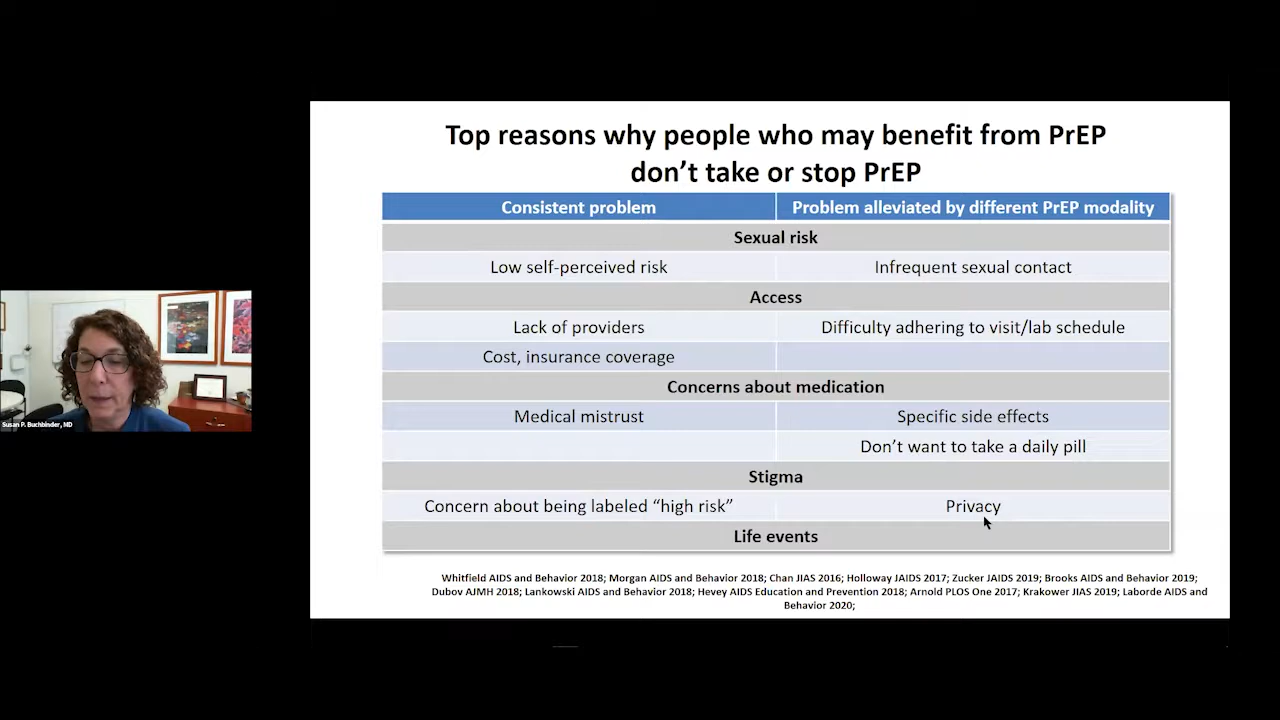 Top reasons why people who may benefit from PrEP
don't take or stop PrEP
Consistent problem
Problem alleviated by different PrEP modality
Sexual risk
Low self-perceived risk
Infrequent sexual contact
Access
Lack of providers
Difficulty adhering to visit/lab schedule
Cost, insurance coverage
Concerns about medication
Medical mistrust
Specific side effects
Don't want to take a daily pill
Stigma
Concern about being labeled “high risk”
Privacy
Life events
Whitfield AIDS and Behavior 2018; Morgan AIDS and Behavior 2018; Chan JIAS 2016; Holloway JAIDS 2017; Zucker JAIDS 2019; Brooks AIDS and Behavior 2019;
Dubov AJMH 2018; Lankowski AIDS and Behavior 2018; Hevey AIDS Education and Prevention 2018; Arnold PLOS One 2017; Krakower JIAS 2019; Laborde AIDS and
Behavior 2020;
Susan P. Buchbinder, MD